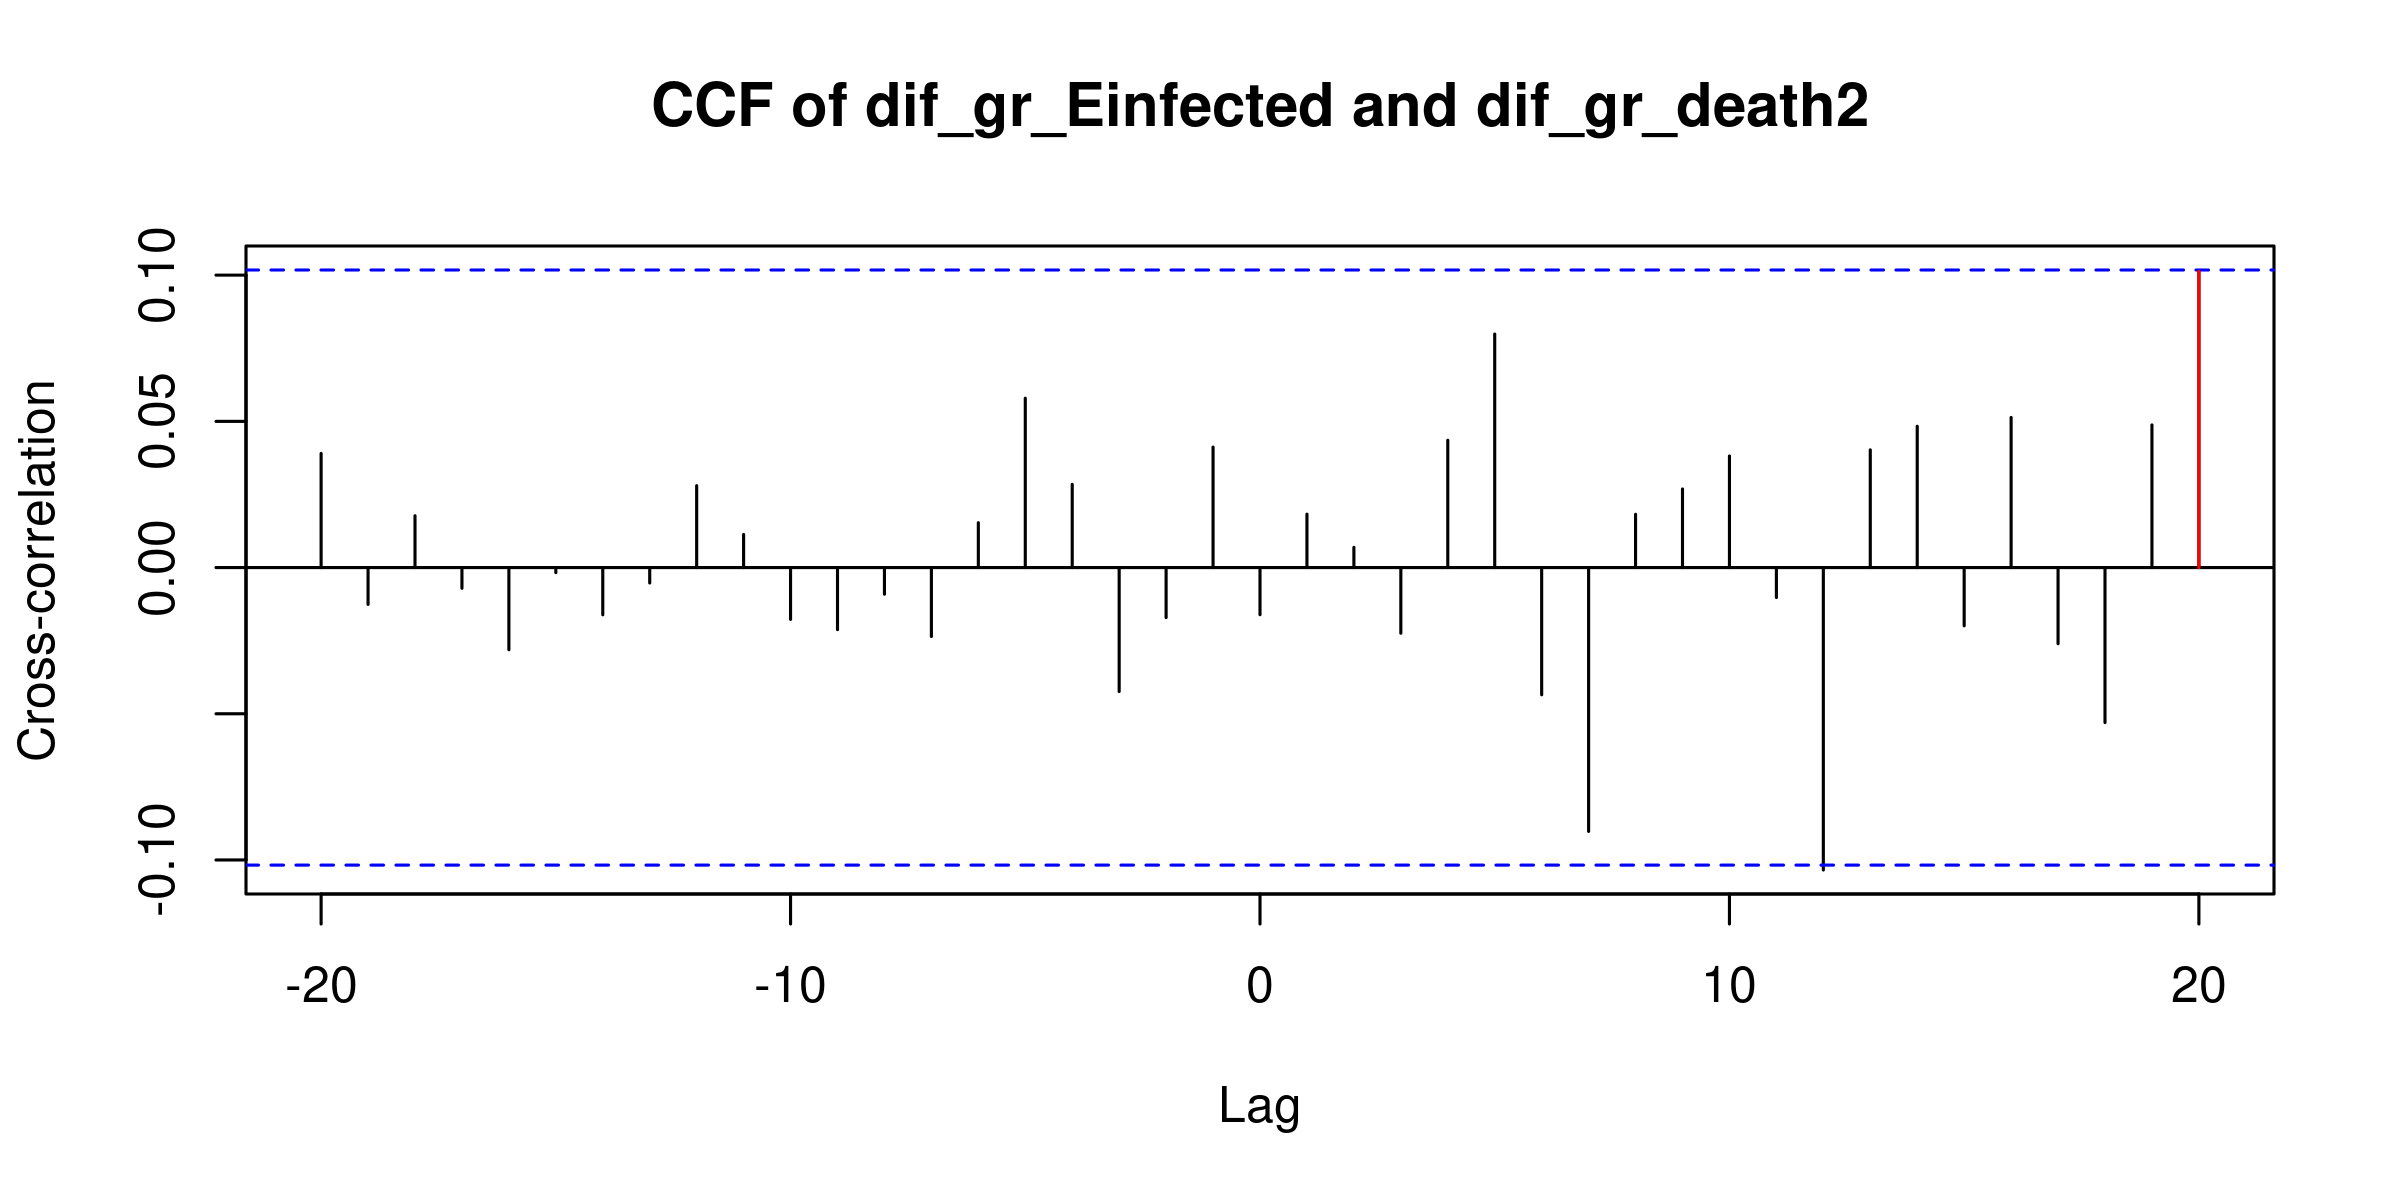 CCF of dif_gr_Einfected and dif_gr_death2
Cross-correlation
0.10
0.05
0.00
-0.10
-20 -10 0 10 20
Lag